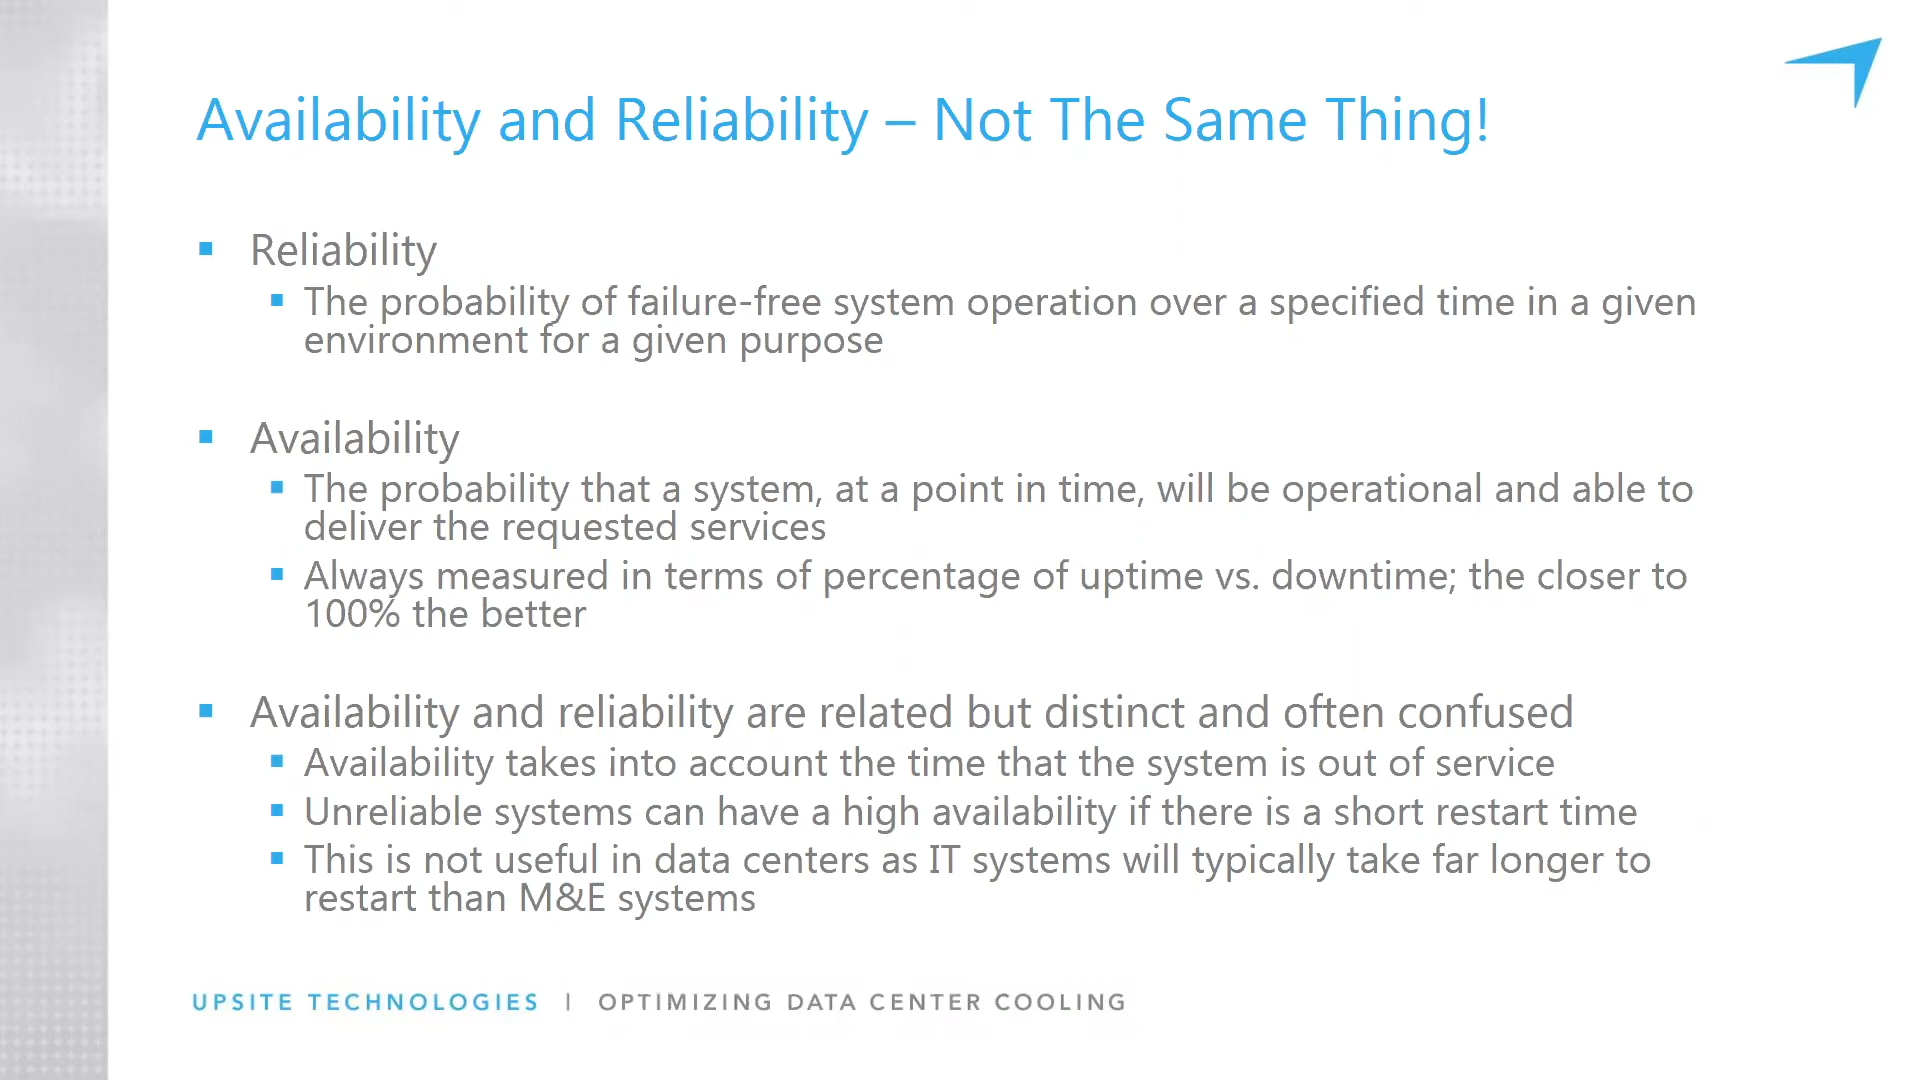 Availability and Reliability – Not The Same Thing!
Reliability
The probability of failure-free system operation over a specified time in a given
environment for a given purpose
Availability
The probability that a system, at a point in time, will be operational and able to
deliver the requested services
Always measured in terms of percentage of uptime vs. downtime; the closer to
100% the better
Availability and reliability are related but distinct and often confused
Availability takes into account the time that the system is out of service
Unreliable systems can have a high availability if there is a short restart time
This is not useful in data centers as IT systems will typically take far longer to
restart than M&E systems
UPSITE TECHNOLOGIES | OPTIMIZING DATA CENTER COOLING